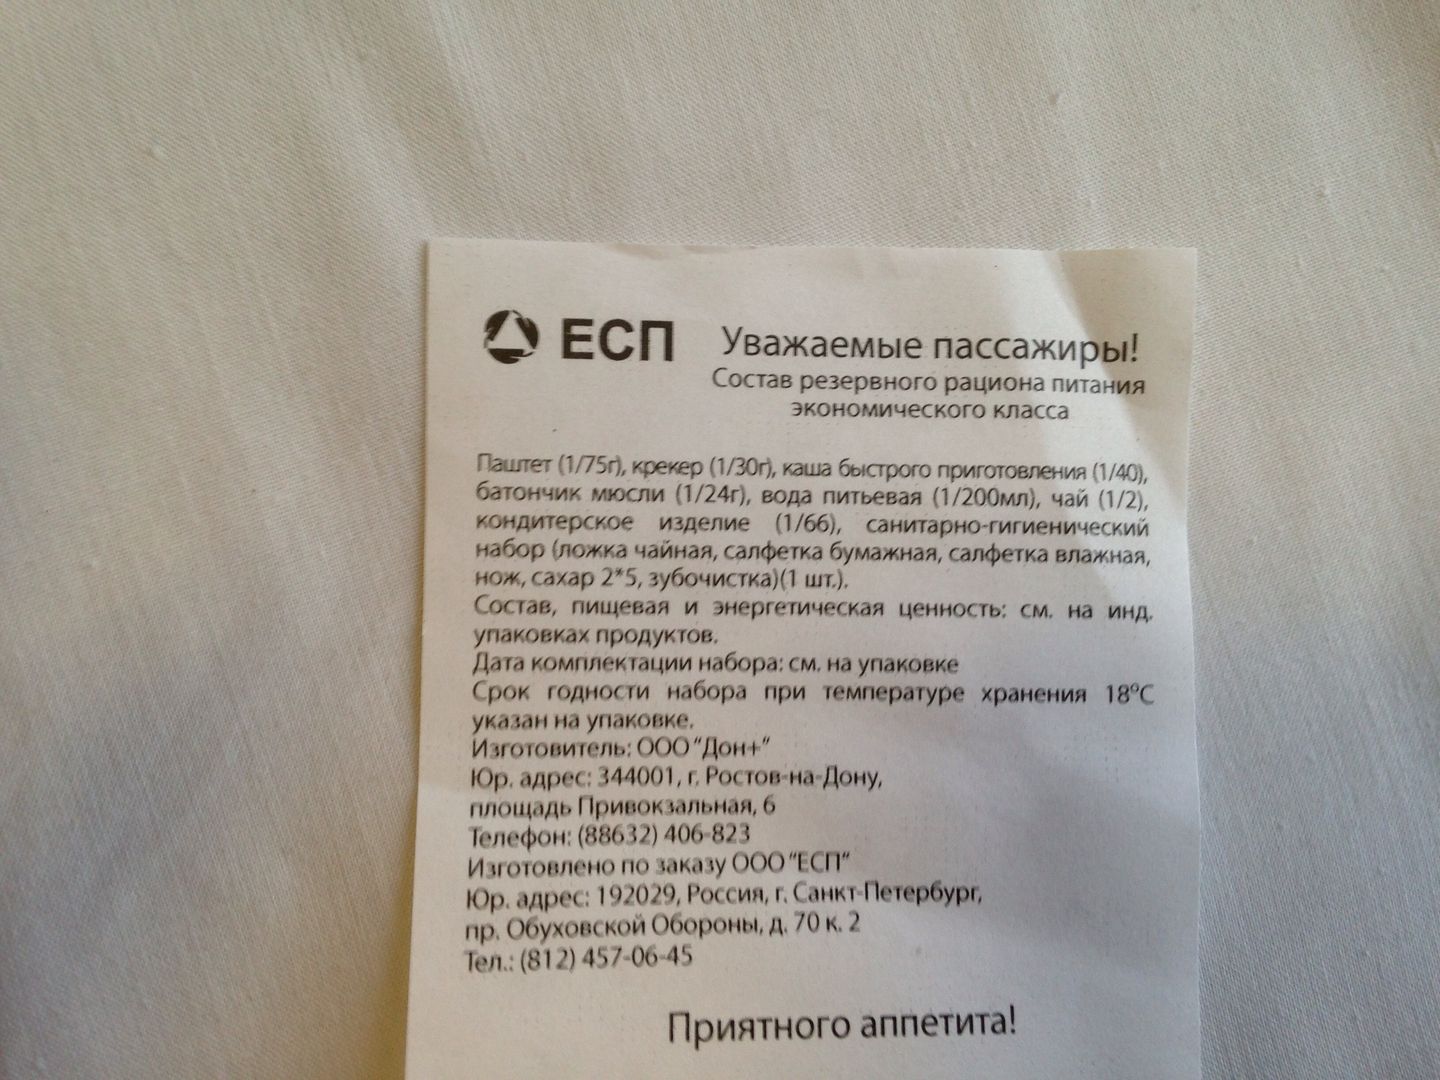 ЕСП
Уважаемые пассажиры!
Состав резервного рациона питания
экономического класса
Паштет (1/75г), крекер (1/30г), каша быстрого приготовления (1/40),
батончик мюсли (1/24г), вода питьевая (1/200мл), чай (1/2),
кондитерское изделие (1/66), санитарно-гигиенический
набор (ложка чайная, салфетка бумажная, салфетка влажная,
нож, сахар 2*5, зубочистка)(1 шт.).
Состав, пищевая и энергетическая ценность: см. на инд.
упаковках продуктов.
Дата комплектации набора: см. на упаковке
Срок годности набора при температуре хранения 18°С
указан на упаковке.
Изготовитель: ООО "Дон+"
Юр. адрес: 344001, г. Ростов-на-Дону,
площадь Привокзальная, 6
Телефон: (88632) 406-823
Изготовлено по заказу ООО "ЕСП"
Юр. адрес: 192029, Россия, г. Санкт-Петербург,
пр. Обуховской Обороны, д. 70 к. 2
Тел.: (812) 457-06-45
Приятного аппетита!